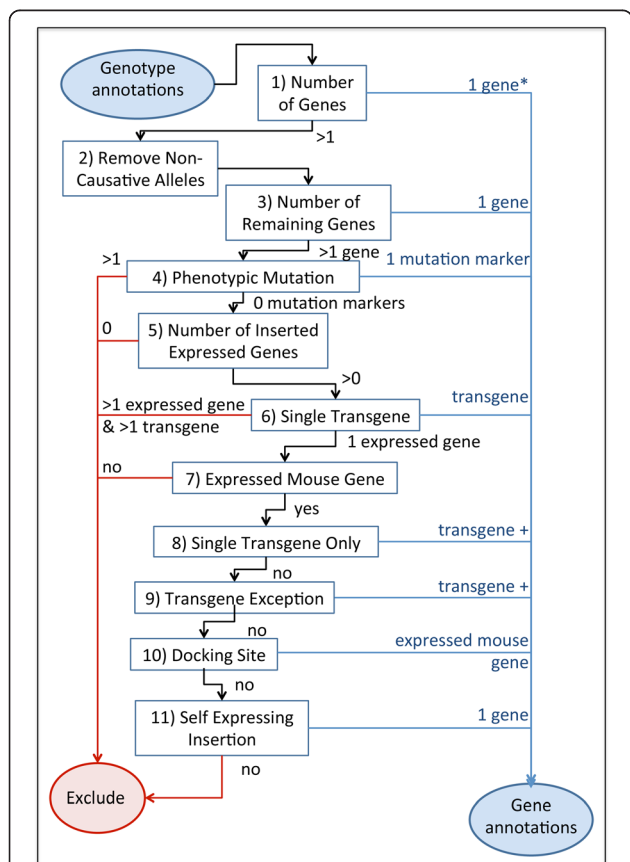 Genotype
annotations
1) Number
of Genes
1 gene*
>1
2) Remove Non-
Causative Alleles
3) Number of
Remaining Genes
1 gene
>1 gene
>1
4) Phenotypic Mutation
1 mutation marker
0 mutation markers
0
5) Number of Inserted
Expressed Genes
>0
>1 expressed gene
& >1 transgene
6) Single Transgene
transgene
1 expressed gene
no
7) Expressed Mouse Gene
yes
8) Single Transgene Only
transgene +
no
9) Transgene Exception
transgene +
no
10) Docking Site
expressed mouse
gene
no
11) Self Expressing
Insertion
1 gene
no
Exclude
Gene
annotations